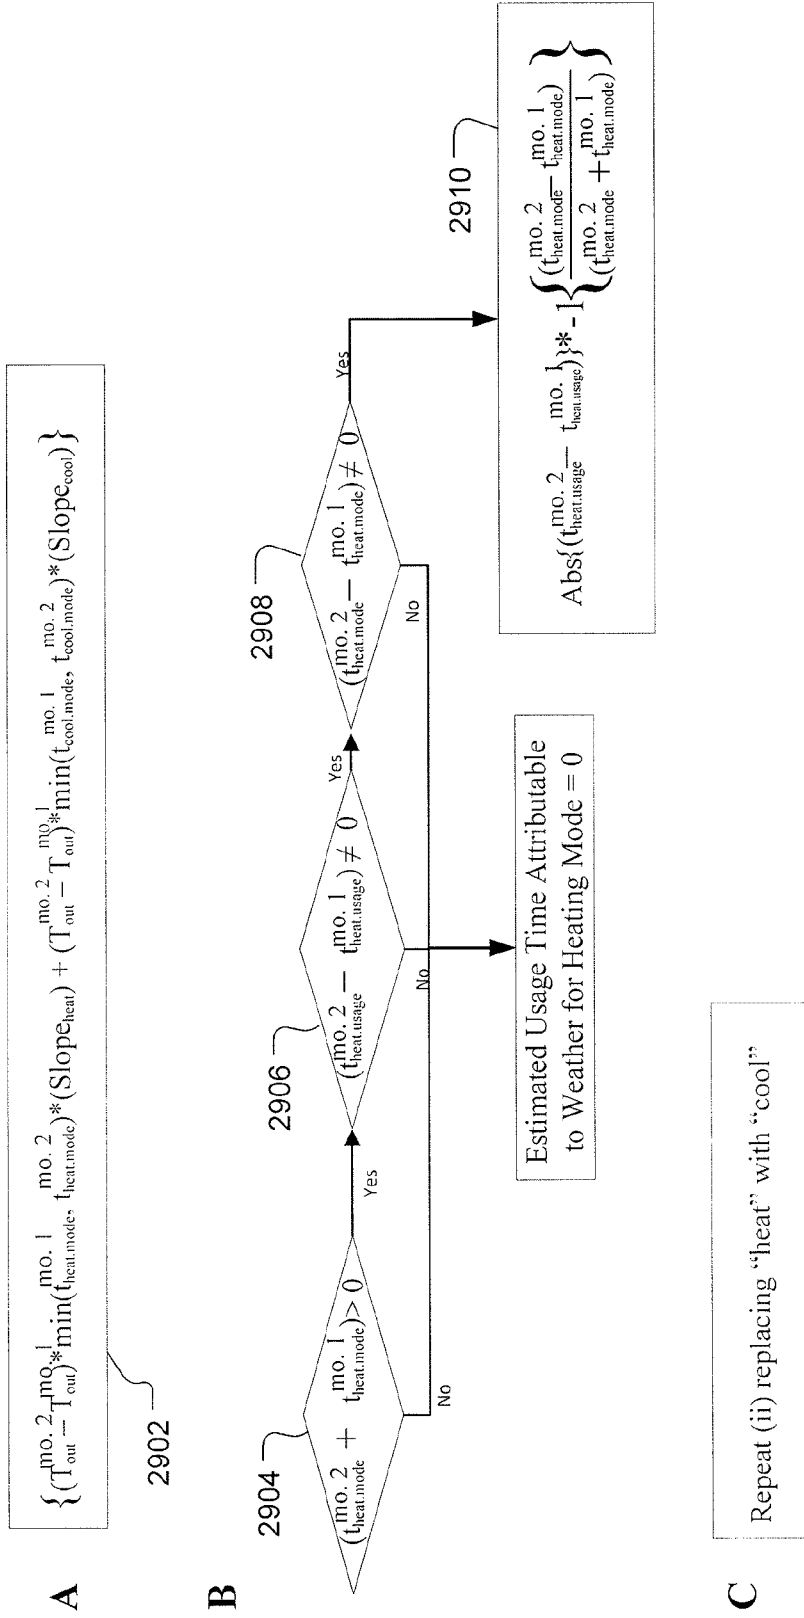 A
{(T_out^mo. 2 − T_out^mo. 1)*min(t_heat.mode^mo. 1, t_heat.mode^mo. 2)*(Slope_heat) + (T_out^mo. 2 − T_out^mo. 1)*min(t_cool.mode^mo. 1, t_cool.mode^mo. 2)*(Slope_cool)}
2902
B
2904
(t_heat.mode^mo. 2 + t_heat.mode^mo. 1) > 0
Yes
No
2906
(t_heat.usage^mo. 2 − t_heat.usage^mo. 1) ≠ 0
Yes
No
2908
(t_heat.mode^mo. 2 − t_heat.mode^mo. 1) ≠ 0
Yes
No
Estimated Usage Time Attributable
to Weather for Heating Mode = 0
2910
Abs{(t_heat.usage^mo. 2 − t_heat.usage^mo. 1)}* - 1{(t_heat.mode^mo. 2 − t_heat.mode^mo. 1) / (t_heat.mode^mo. 2 + t_heat.mode^mo. 1)}
C
Repeat (ii) replacing “heat” with “cool”